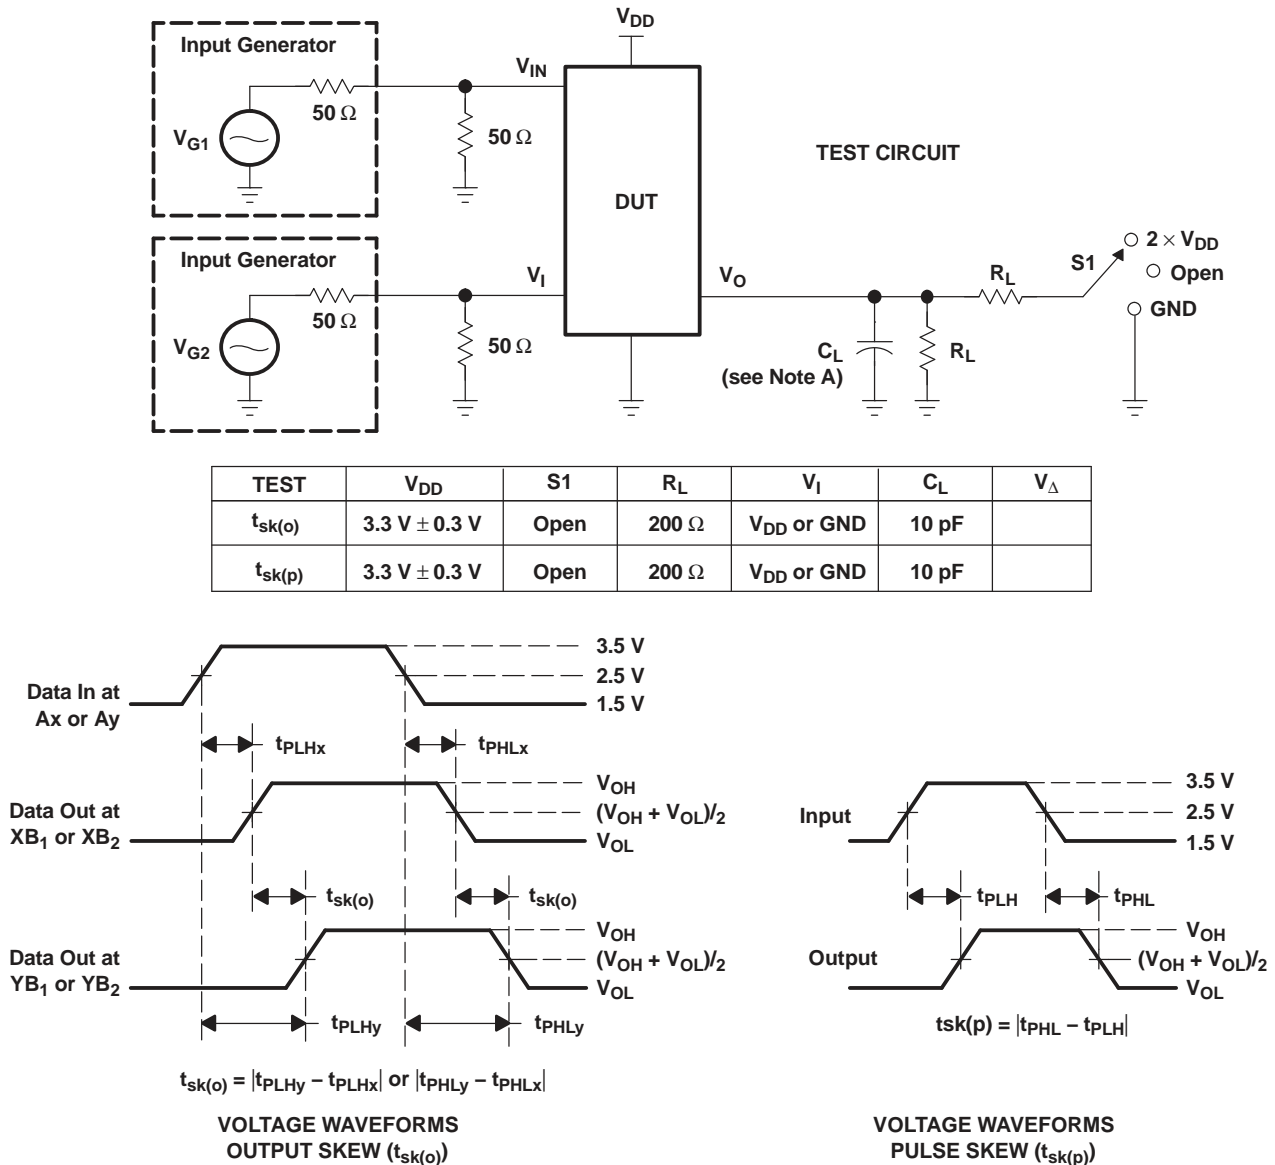 V_DD
Input Generator
50 Ω
V_G1
V_IN
50 Ω
DUT
TEST CIRCUIT
Input Generator
50 Ω
V_G2
V_I
50 Ω
V_O
C_L
(see Note A)
R_L
R_L
S1
2 × V_DD
Open
GND
TEST V_DD S1 R_L V_I C_L V_Δ
t_sk(o) 3.3 V ± 0.3 V Open 200 Ω V_DD or GND 10 pF
t_sk(p) 3.3 V ± 0.3 V Open 200 Ω V_DD or GND 10 pF
Data In at
Ax or Ay
3.5 V
2.5 V
1.5 V
t_PLHx
t_PHLx
Data Out at
XB_1 or XB_2
V_OH
(V_OH + V_OL)/2
V_OL
t_sk(o)
t_sk(o)
Data Out at
YB_1 or YB_2
V_OH
(V_OH + V_OL)/2
V_OL
t_PLHy
t_PHLy
t_sk(o) = |t_PLHy – t_PLHx| or |t_PHLy – t_PHLx|
VOLTAGE WAVEFORMS
OUTPUT SKEW (t_sk(o))
Input
3.5 V
2.5 V
1.5 V
t_PLH
t_PHL
Output
V_OH
(V_OH + V_OL)/2
V_OL
tsk(p) = |t_PHL – t_PLH|
VOLTAGE WAVEFORMS
PULSE SKEW (t_sk(p))